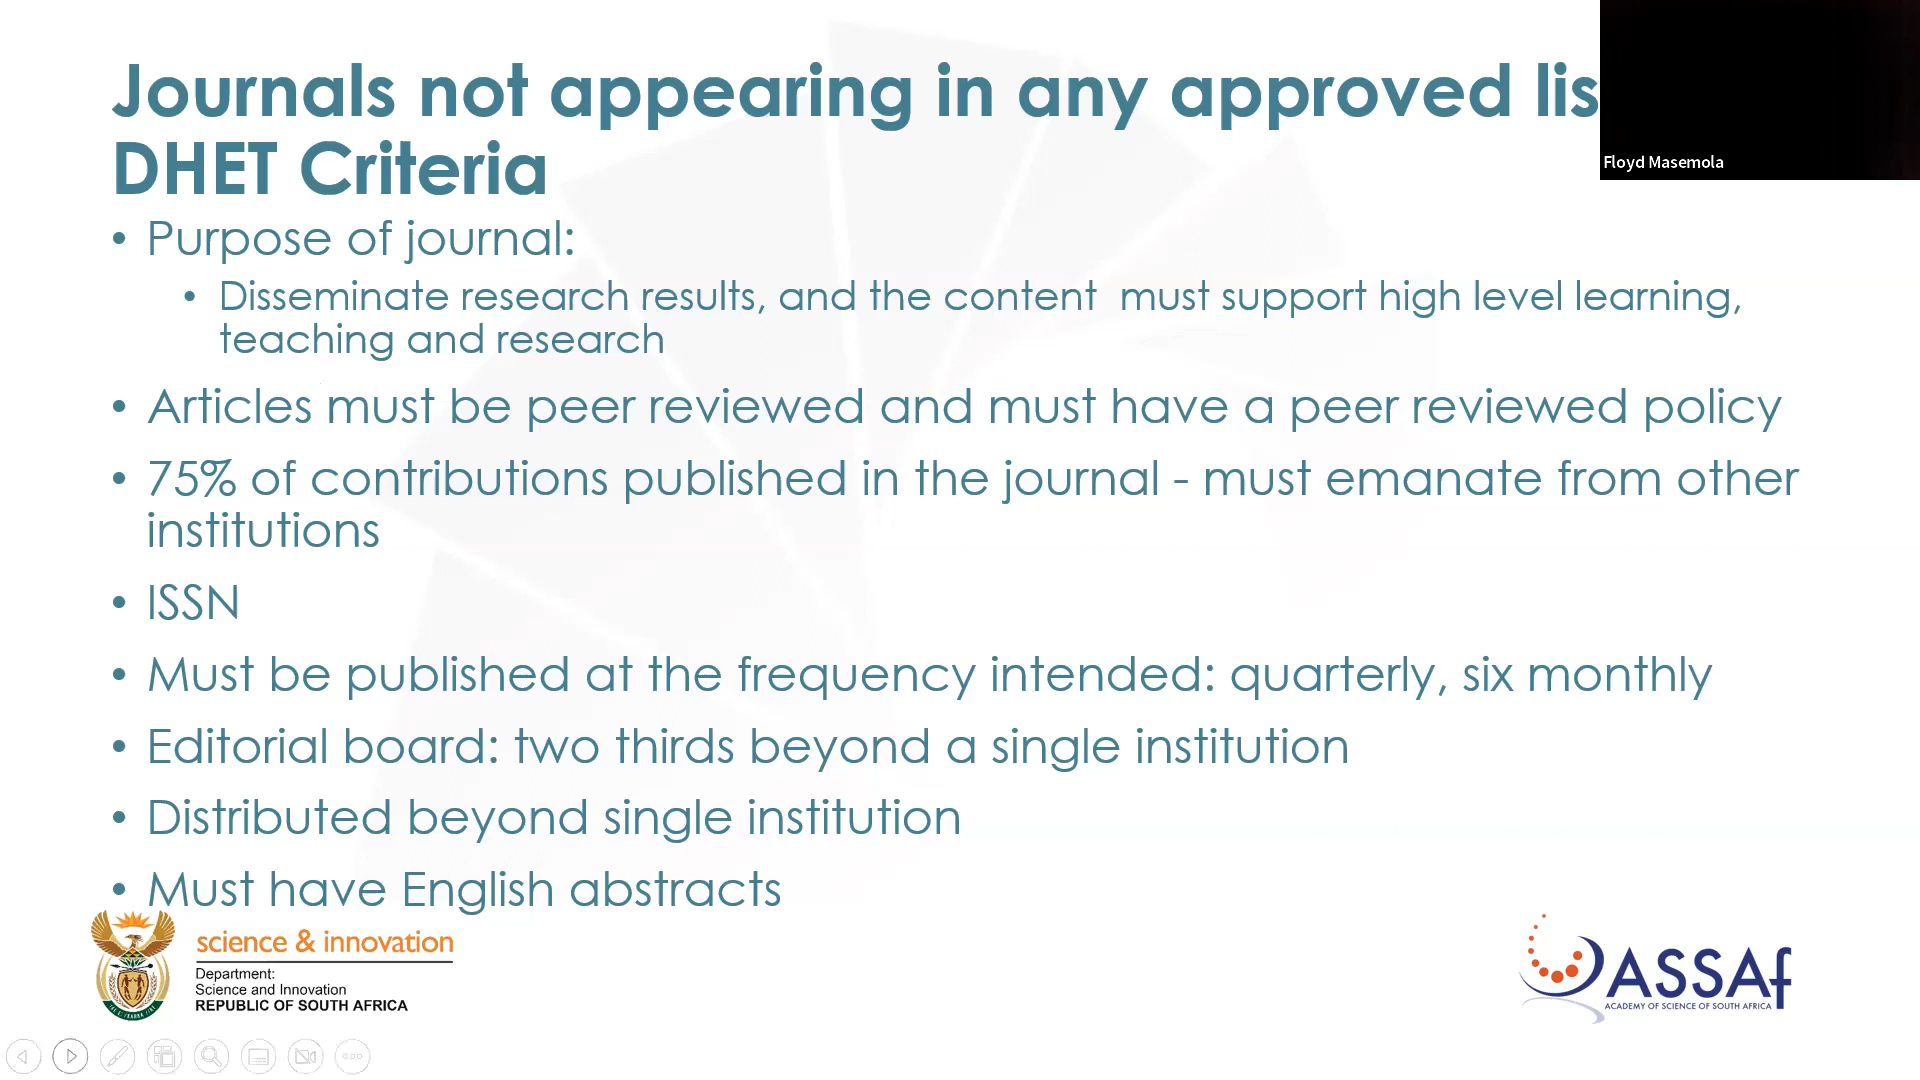 Journals not appearing in any approved lis
DHET Criteria
Floyd Masemola
• Purpose of journal:
• Disseminate research results, and the content must support high level learning,
teaching and research
• Articles must be peer reviewed and must have a peer reviewed policy
• 75% of contributions published in the journal - must emanate from other
institutions
• ISSN
• Must be published at the frequency intended: quarterly, six monthly
• Editorial board: two thirds beyond a single institution
• Distributed beyond single institution
• Must have English abstracts
science & innovation
Department:
Science and Innovation
REPUBLIC OF SOUTH AFRICA
ASSAf
ACADEMY OF SCIENCE OF SOUTH AFRICA